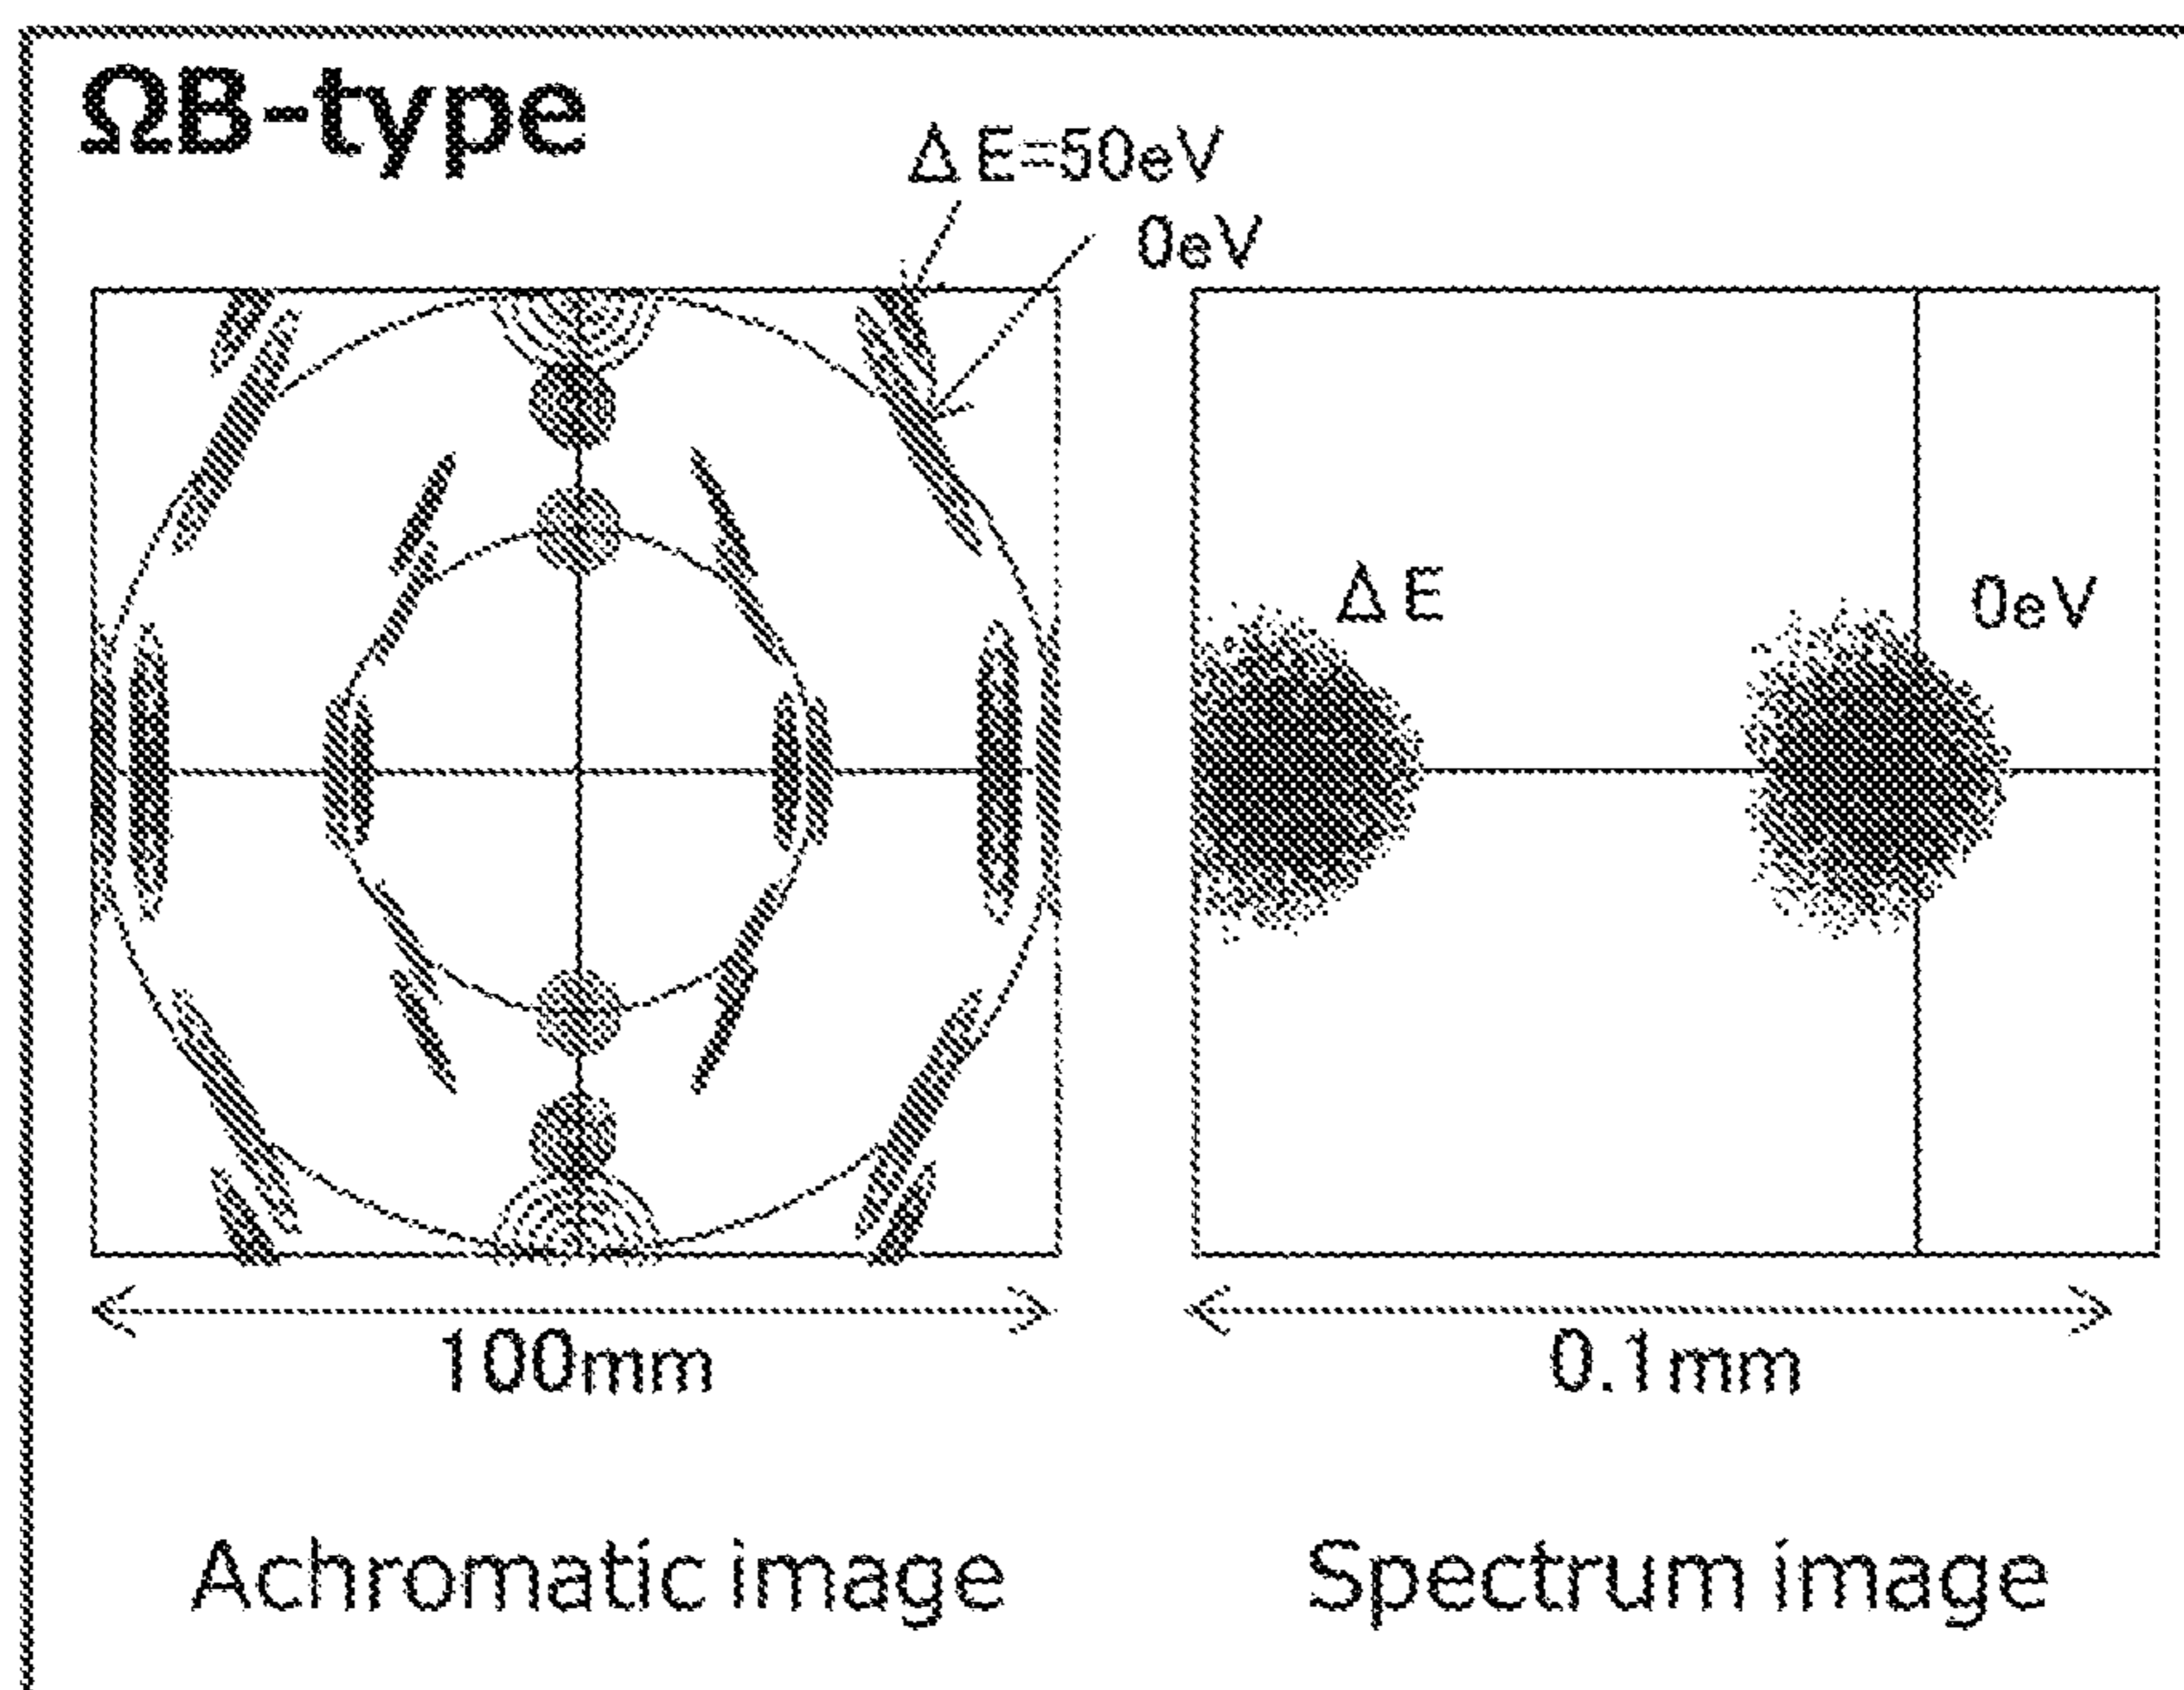 ΩB-type
ΔE=50eV
0eV
ΔE
0eV
100mm
0.1mm
Achromatic image
Spectrum image